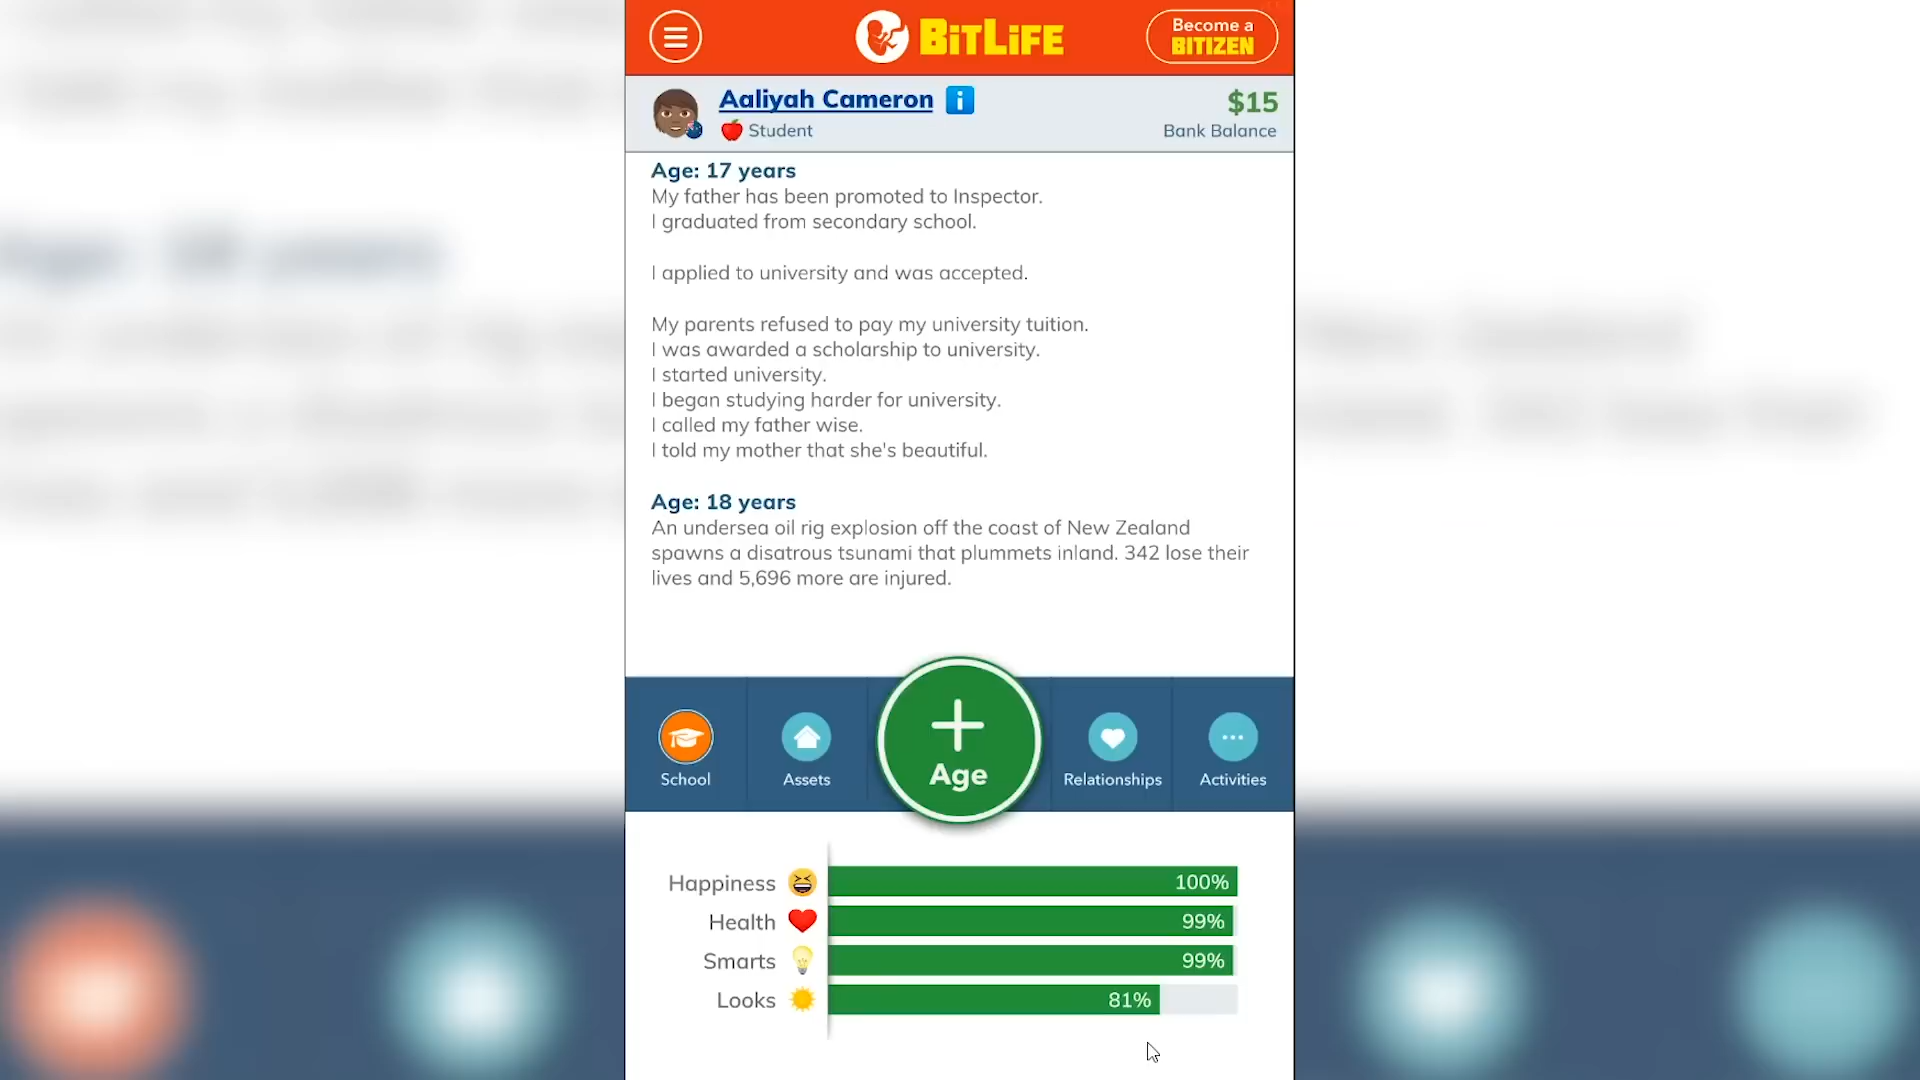 BiTLiFE
Become a
BITIZEN
Aaliyah Cameron
Student
$15
Bank Balance
Age: 17 years
My father has been promoted to Inspector.
I graduated from secondary school.
I applied to university and was accepted.
My parents refused to pay my university tuition.
I was awarded a scholarship to university.
I started university.
I began studying harder for university.
I called my father wise.
I told my mother that she's beautiful.
Age: 18 years
An undersea oil rig explosion off the coast of New Zealand
spawns a disatrous tsunami that plummets inland. 342 lose their
lives and 5,696 more are injured.
School
Assets
Age
Relationships
Activities
Happiness 100%
Health 99%
Smarts 99%
Looks 81%